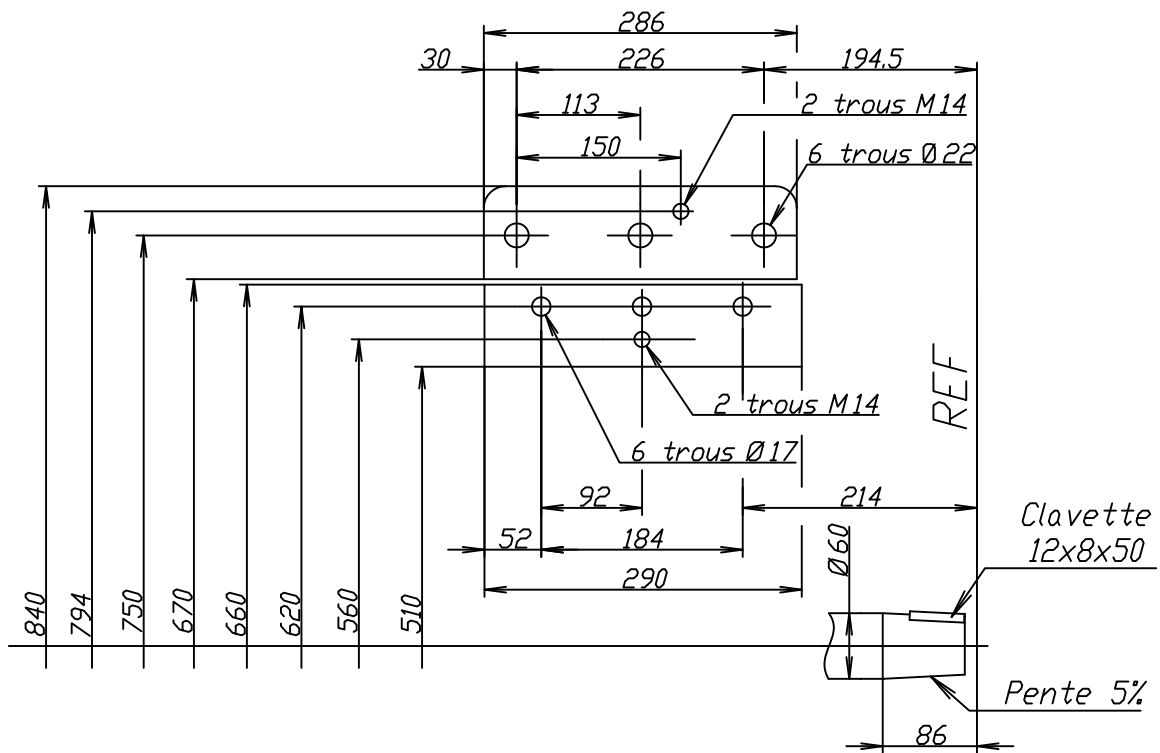 286
30
226
194.5
113
2 trous M14
150
6 trous Ø22
REF
2 trous M14
6 trous Ø17
92
214
Clavette
12x8x50
52
184
Ø60
290
840
794
750
670
660
620
560
510
Pente 5%
86